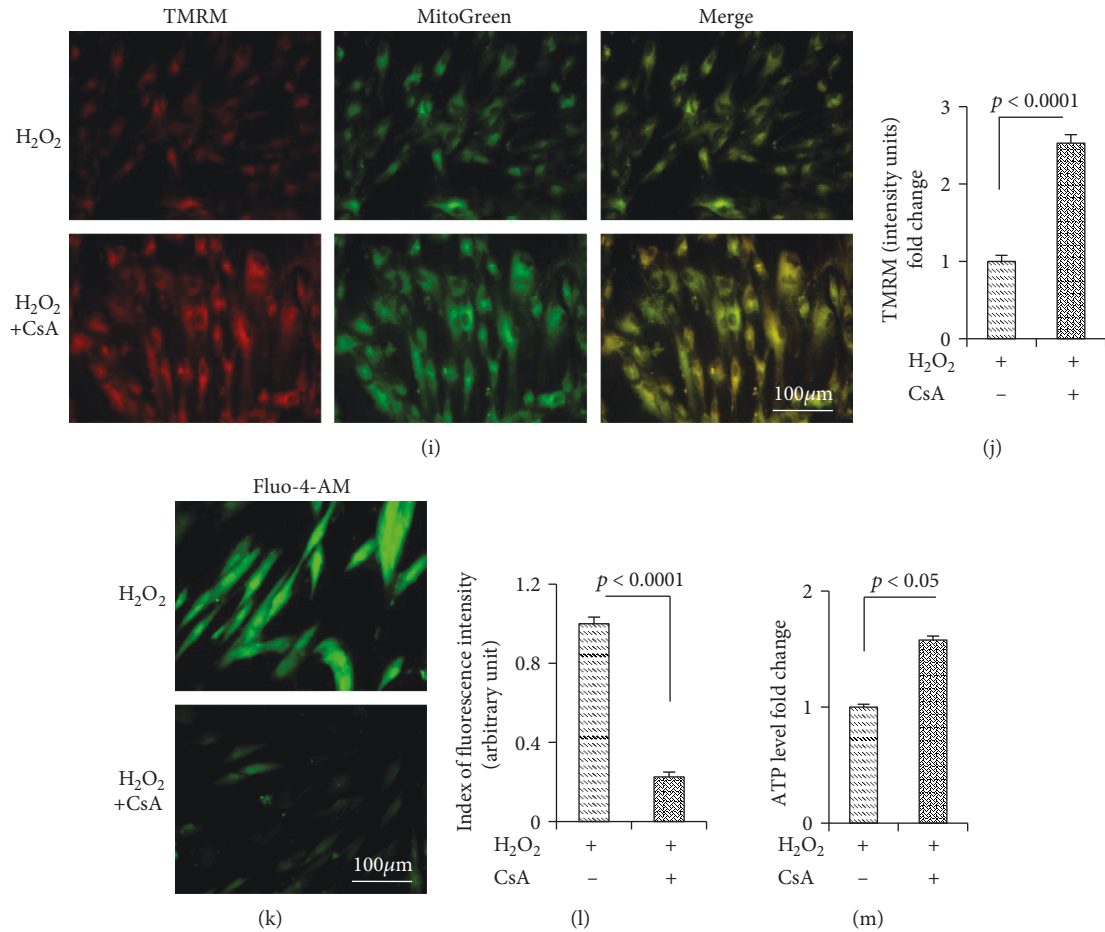 TMRM MitoGreen Merge
H₂O₂
H₂O₂
+CsA
100μm
(i)
TMRM (intensity units)
fold change
3
2
1
0
p < 0.0001
H₂O₂ + +
CsA – +
(j)
Fluo-4-AM
H₂O₂
H₂O₂
+CsA
100μm
(k)
Index of fluorescence intensity
(arbitrary unit)
1.2
0.8
0.4
0
p < 0.0001
H₂O₂ + +
CsA – +
(l)
ATP level fold change
2
1
0
p < 0.05
H₂O₂ + +
CsA – +
(m)